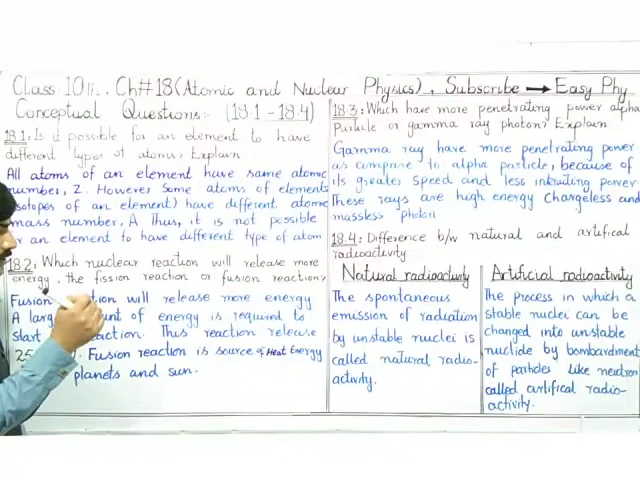 Class 10th. Ch#18 (Atomic and Nuclear Physics), Subscribe → Easy Phy
Conceptual Questions:- (18.1 - 18.4)
18.1: Is it possible for an element to have
different types of atoms? Explain
All atoms of an element have same atomic
number, Z. However Some atoms of elements
isotopes of an element) have different atomic
mass number, A Thus, it is not possible
an element to have different type of atom
18.2: Which nuclear reaction will release more
energy, the fission reaction or fusion reaction?
Fusion will release more energy
A large of energy is required to
start This reaction release
25 Fusion reaction is source of Heat Energy
planets and sun.
18.3: Which have more penetrating power alpha
Particle or gamma ray photon? Explain
Gamma ray have more penetrating power
as compare to alpha particle, because of
its greater speed and less power.
These rays are high energy Chargeless and
massless photon
18.4: Difference b/w natural and artifical
radioactivity
Natural radioactivity
The spontaneous
emission of radiation
by unstable nuclei is
called natural radio-
activity.
Artificial radioactivity
The process in which a
stable nuclei can be
changed into unstable
nuclide by bombardment
of particles like neutron
called artifical radio-
activity.